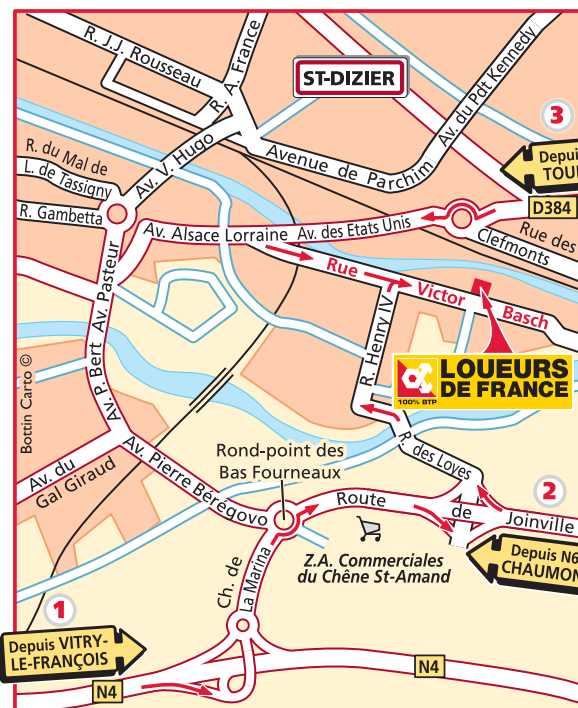 R. J.J. Rousseau
R. A. France
ST-DIZIER
Av. du Pdt Kennedy
3
Depui
TOUL
R. du Mal de
L. de Tassigny
Av. V. Hugo
Avenue de Parchim
R. Gambetta
D384
Av. Alsace Lorraine
Av. des Etats Unis
Clefmonts
Rue des
Av. Pasteur
Rue Victor Basch
R. Henry IV
Av. P. Bert
LOUEURS
DE FRANCE
100% BTP
Bottin Carto ©
Av. du
Gal Giraud
Av. Pierre Bérégovo
Rond-point des
Bas Fourneaux
R. des Loyes
Route de Joinville
2
Depuis N6
CHAUMON
Z.A. Commerciales
du Chêne St-Amand
Ch. de
La Marina
1
Depuis VITRY-
LE-FRANÇOIS
N4
N4